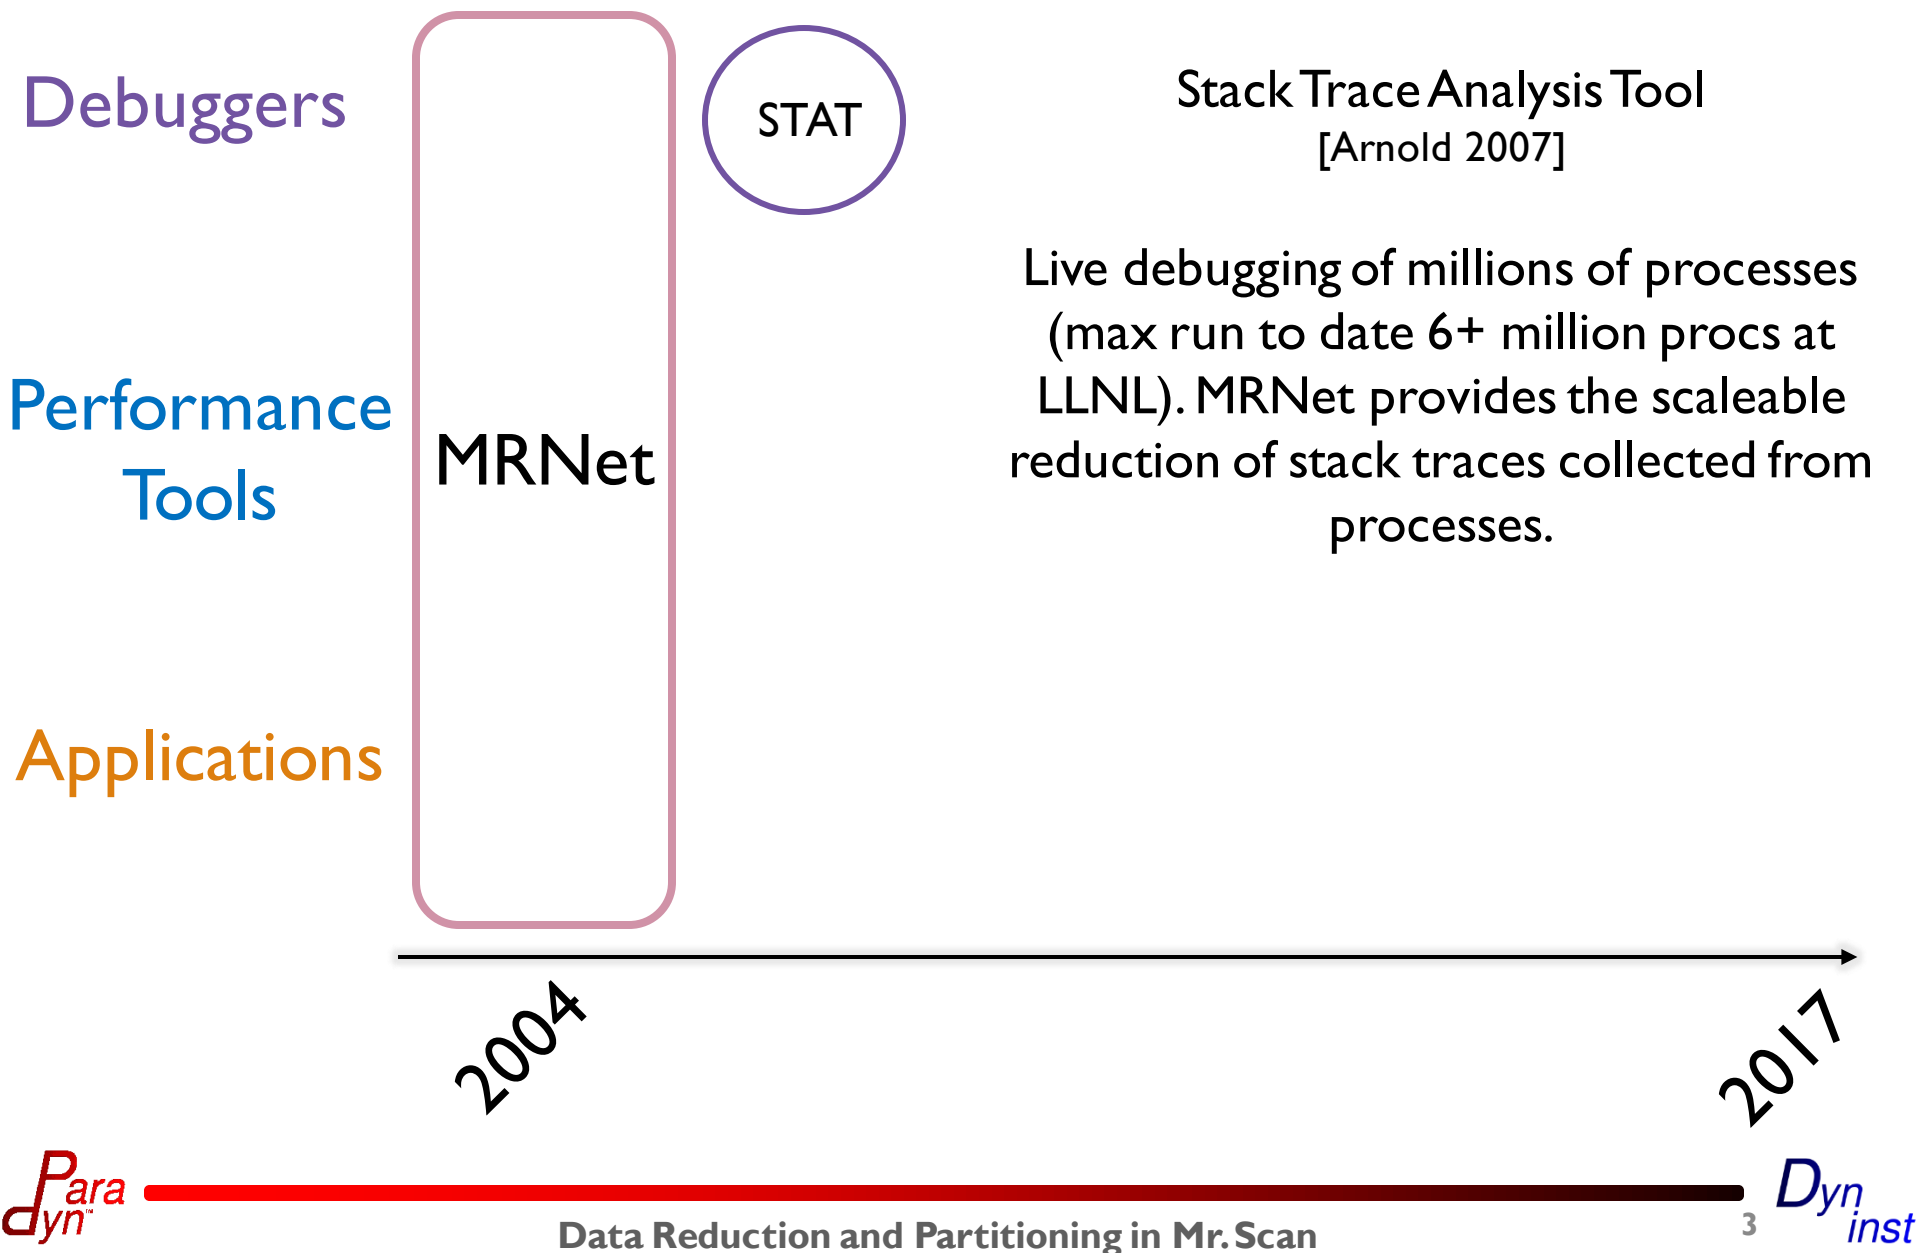 Debuggers
Performance
Tools
Applications
MRNet
STAT
Stack Trace Analysis Tool
[Arnold 2007]
Live debugging of millions of processes
(max run to date 6+ million procs at
LLNL). MRNet provides the scaleable
reduction of stack traces collected from
processes.
2004
2017
Para
dyn™
Data Reduction and Partitioning in Mr. Scan
3
Dyn
inst